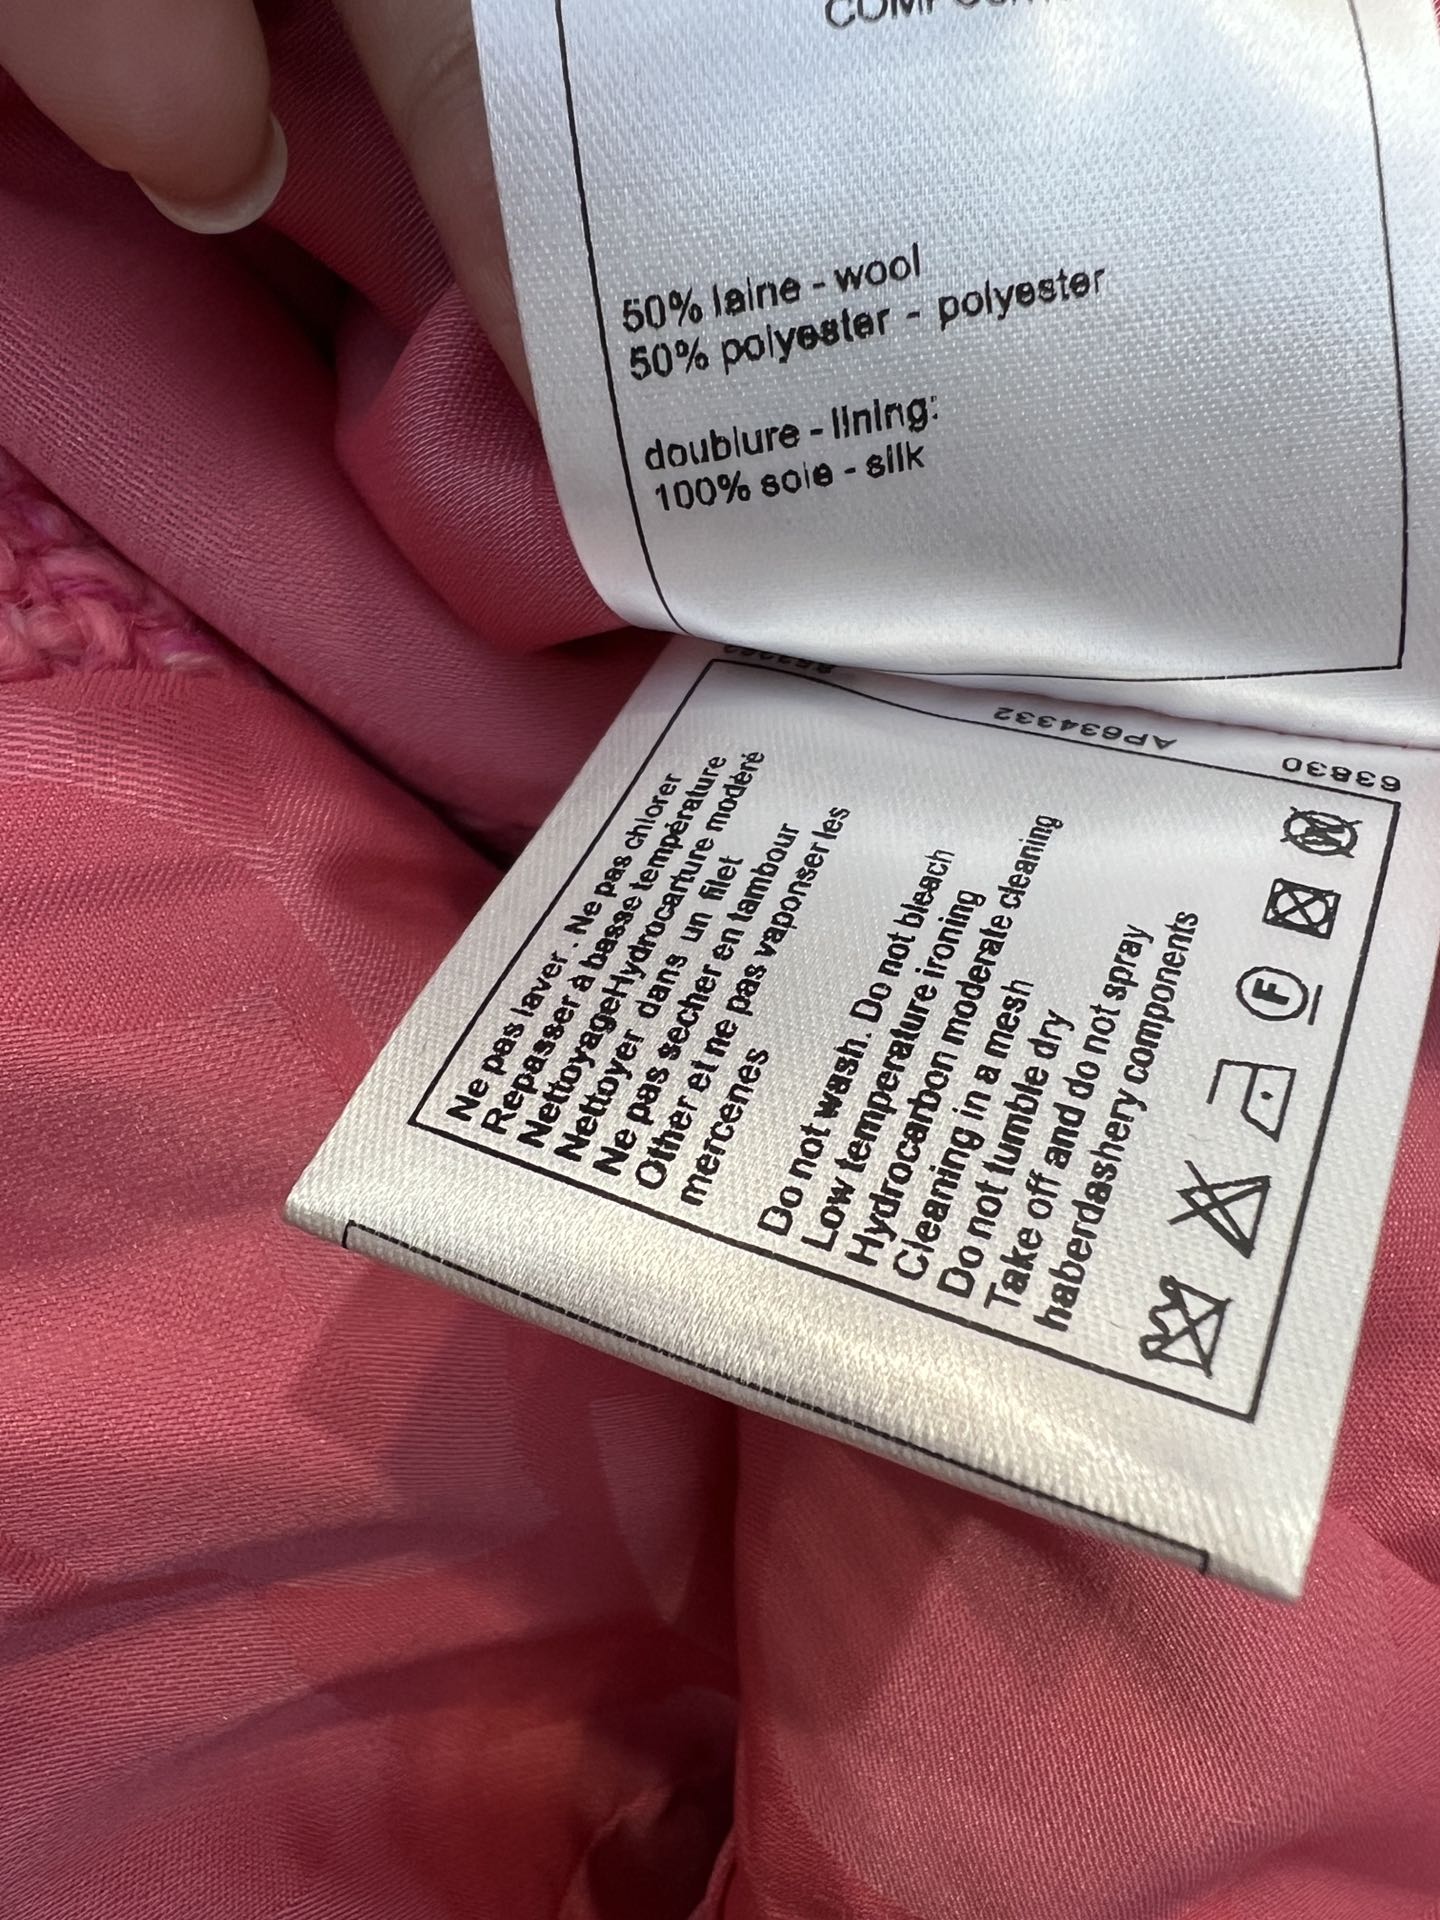 50% laine - wool
50% polyester - polyester
doublure - lining:
100% soie - silk
AP634332
63830
Ne pas laver . Ne pas chlorer
Repasser à basse température
NettoyageHydrocarture modéré
Nettoyer dans un filet
Ne pas secher en tambour
Other et ne pas vaponser les
mercenes
Do not wash. Do not bleach
Low temperature ironing
Hydrocarbon moderate cleaning
Cleaning in a mesh
Do not tumble dry
Take off and do not spray
haberdashery components
F
W